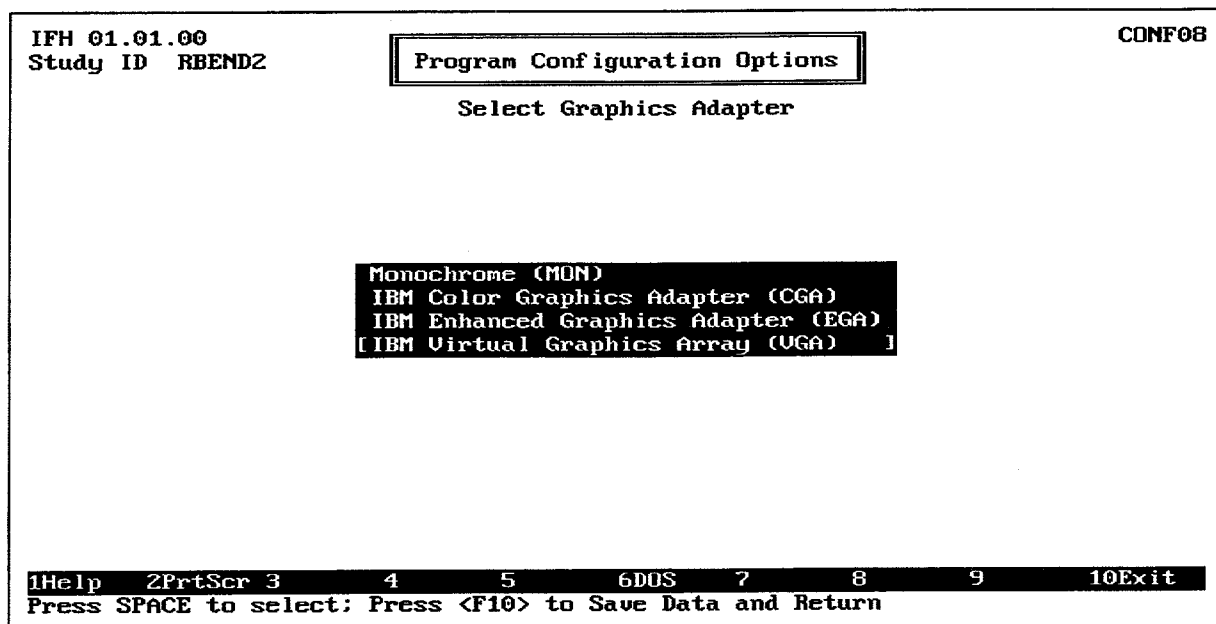 IFH 01.01.00
CONF08
Study ID RBEND2
Program Configuration Options
Select Graphics Adapter
Monochrome (MON)
IBM Color Graphics Adapter (CGA)
IBM Enhanced Graphics Adapter (EGA)
[IBM Virtual Graphics Array (VGA) ]
1Help 2PrtScr 3 4 5 6DOS 7 8 9 10Exit
Press SPACE to select; Press <F10> to Save Data and Return